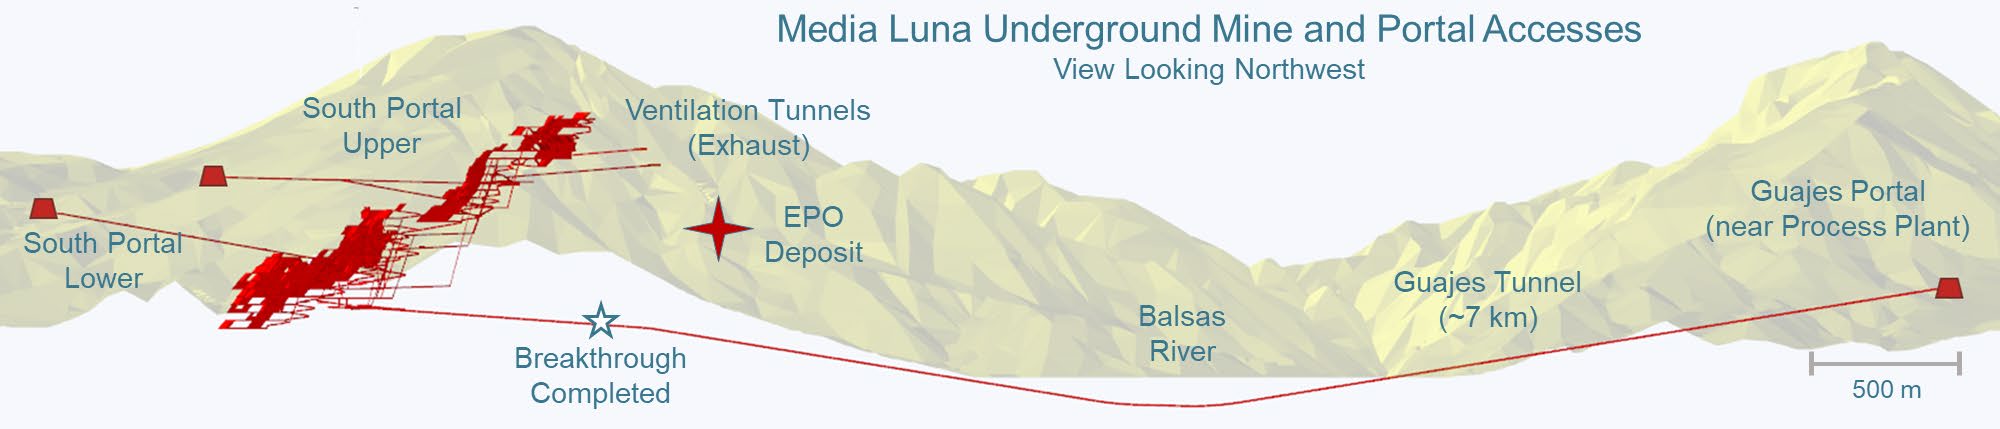 Media Luna Underground Mine and Portal Accesses
View Looking Northwest
South Portal
Upper
Ventilation Tunnels
(Exhaust)
South Portal
Lower
EPO
Deposit
Guajes Portal
(near Process Plant)
Guajes Tunnel
(~7 km)
Balsas
River
Breakthrough
Completed
500 m